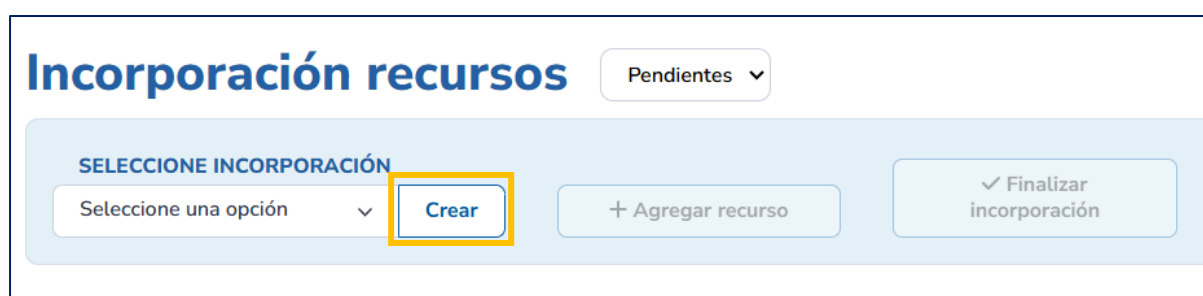 Incorporación recursos
Pendientes
SELECCIONE INCORPORACIÓN
Seleccione una opción
Crear
+ Agregar recurso
✓ Finalizar
incorporación